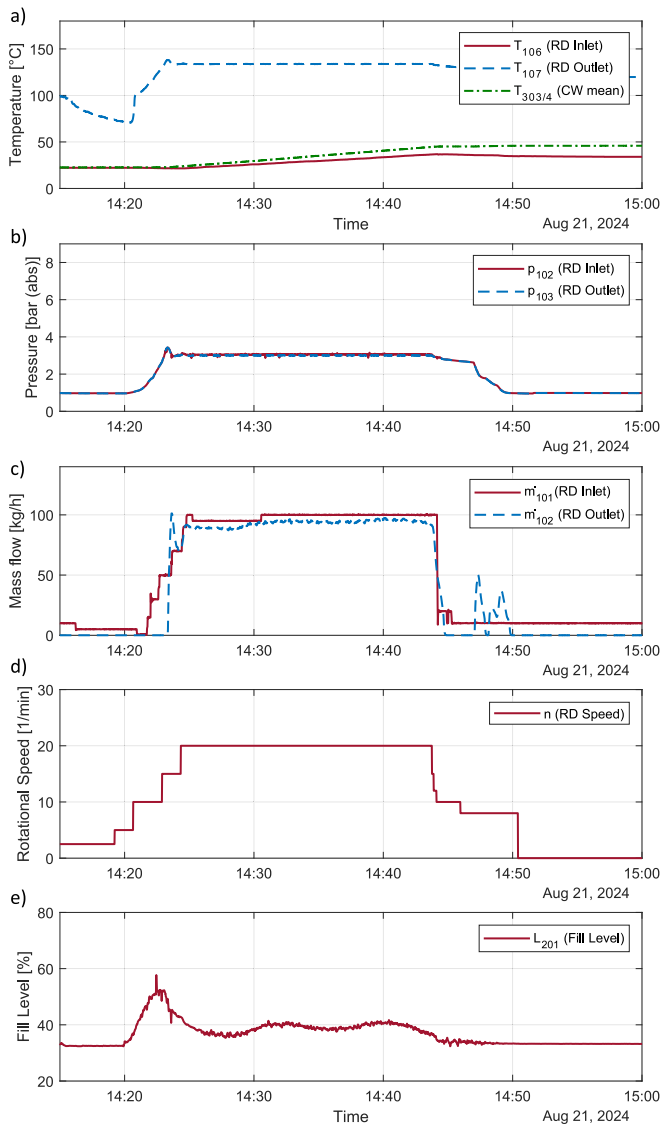 a)
Temperature [°C]
150
100
50
0
T106 (RD Inlet)
T107 (RD Outlet)
T303/4 (CW mean)
14:20 14:30 14:40 14:50 15:00
Time
Aug 21, 2024
b)
Pressure [bar (abs)]
8
6
4
2
0
p102 (RD Inlet)
p103 (RD Outlet)
14:20 14:30 14:40 14:50 15:00
Aug 21, 2024
c)
Mass flow [kg/h]
100
50
0
ṁ101 (RD Inlet)
ṁ102 (RD Outlet)
14:20 14:30 14:40 14:50 15:00
Aug 21, 2024
d)
Rotational Speed [1/min]
30
20
10
0
n (RD Speed)
14:20 14:30 14:40 14:50 15:00
Aug 21, 2024
e)
Fill Level [%]
80
60
40
20
L201 (Fill Level)
14:20 14:30 14:40 14:50 15:00
Time
Aug 21, 2024